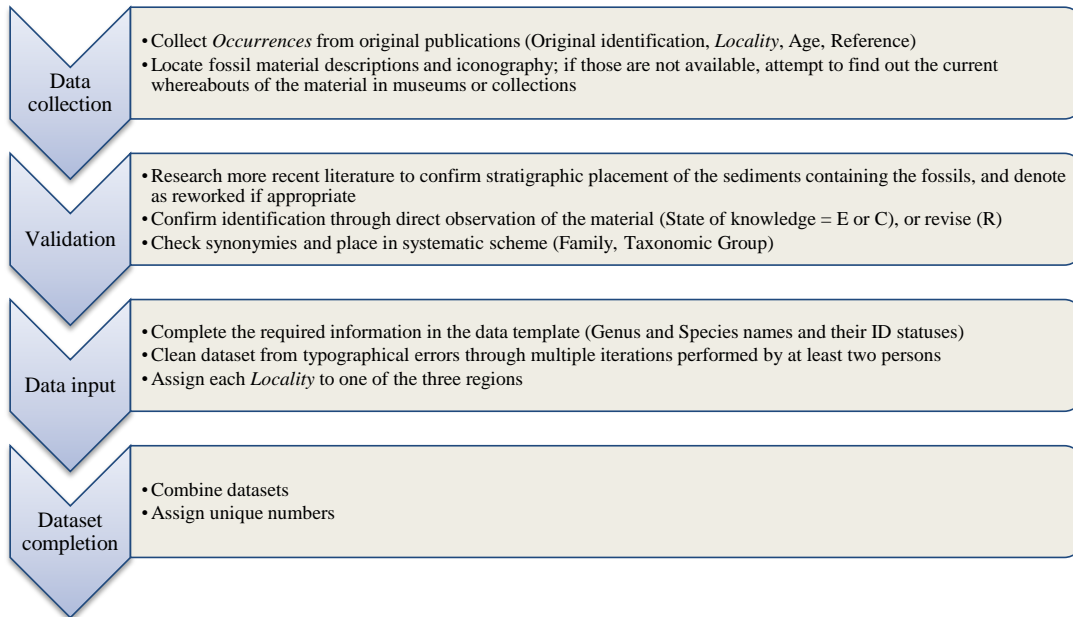 Data
collection
•Collect Occurrences from original publications (Original identification, Locality, Age, Reference)
•Locate fossil material descriptions and iconography; if those are not available, attempt to find out the current
whereabouts of the material in museums or collections
Validation
•Research more recent literature to confirm stratigraphic placement of the sediments containing the fossils, and denote
as reworked if appropriate
•Confirm identification through direct observation of the material (State of knowledge = E or C), or revise (R)
•Check synonymies and place in systematic scheme (Family, Taxonomic Group)
Data input
•Complete the required information in the data template (Genus and Species names and their ID statuses)
•Clean dataset from typographical errors through multiple iterations performed by at least two persons
•Assign each Locality to one of the three regions
Dataset
completion
•Combine datasets
•Assign unique numbers